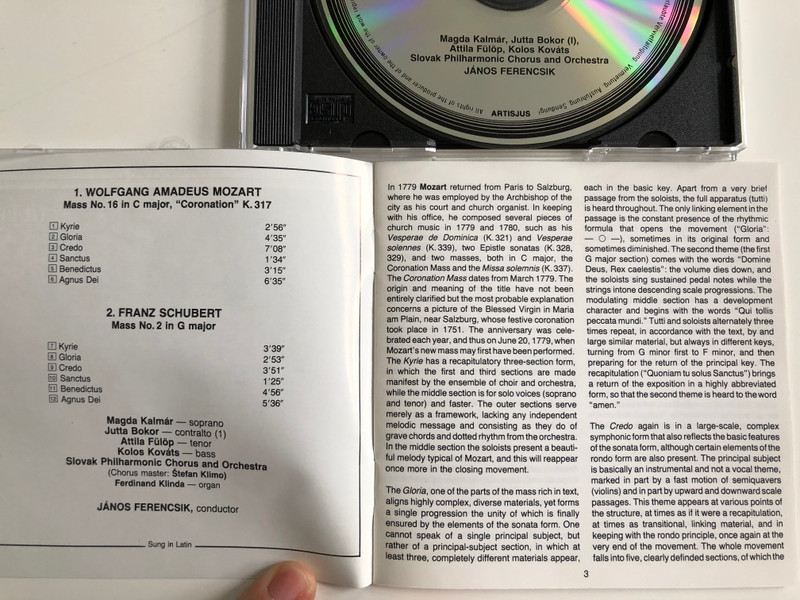 Magda Kalmár, Jutta Bokor (I),
Attila Fülöp, Kolos Kováts
Slovak Philharmonic Chorus and Orchestra
JÁNOS FERENCSIK
ARTISJUS
All rights of the producer and of the owner of the work
Vermietung, Aufführung, Sendung!
1. WOLFGANG AMADEUS MOZART
Mass No. 16 in C major, “Coronation” K. 317
1 Kyrie 2’56”
2 Gloria 4’35”
3 Credo 7’08”
4 Sanctus 1’34”
5 Benedictus 3’15”
6 Agnus Dei 6’35”
2. FRANZ SCHUBERT
Mass No. 2 in G major
7 Kyrie 3’39”
8 Gloria 2’53”
9 Credo 3’51”
10 Sanctus 1’25”
11 Benedictus 4’56”
12 Agnus Dei 5’36”
Magda Kalmár — soprano
Jutta Bokor — contralto (1)
Attila Fülöp — tenor
Kolos Kováts — bass
Slovak Philharmonic Chorus and Orchestra
(Chorus master: Štefan Klimo)
Ferdinand Klinda — organ
JÁNOS FERENCSIK, conductor
Sung in Latin
In 1779 Mozart returned from Paris to Salzburg,
where he was employed by the Archbishop of the
city as his court and church organist. In keeping
with his office, he composed several pieces of
church music in 1779 and 1780, such as his
Vesperae de Dominica (K. 321) and Vesperae
solennes (K. 339), two Epistle sonatas (K. 328,
329), and two masses, both in C major, the
Coronation Mass and the Missa solemnis (K. 337).
The Coronation Mass dates from March 1779. The
origin and meaning of the title have not been
entirely clarified but the most probable explanation
concerns a picture of the Blessed Virgin in Maria
am Plain, near Salzburg, whose festive coronation
took place in 1751. The anniversary was cele-
brated each year, and thus on June 20, 1779, when
Mozart’s new mass may first have been performed.
The Kyrie has a recapitulatory three-section form,
in which the first and third sections are made
manifest by the ensemble of choir and orchestra,
while the middle section is for solo voices (soprano
and tenor) and faster. The outer sections serve
merely as a framework, lacking any independent
melodic message and consisting as they do of
grave chords and dotted rhythm from the orchestra.
In the middle section the soloists present a beauti-
ful melody typical of Mozart, and this will reappear
once more in the closing movement.
The Gloria, one of the parts of the mass rich in text,
aligns highly complex, diverse materials, yet forms
a single progression the unity of which is finally
ensured by the elements of the sonata form. One
cannot speak of a single principal subject, but
rather of a principal-subject section, in which at
least three, completely different materials appear,
each in the basic key. Apart from a very brief
passage from the soloists, the full apparatus (tutti)
is heard throughout. The only linking element in the
passage is the constant presence of the rhythmic
formula that opens the movement (“Gloria”:
— ○ —), sometimes in its original form and
sometimes diminished. The second theme (the first
G major section) comes with the words “Domine
Deus, Rex caelestis”: the volume dies down, and
the soloists sing sustained pedal notes while the
strings intone descending scale progressions. The
modulating middle section has a development
character and begins with the words “Qui tollis
peccata mundi.” Tutti and soloists alternately three
times repeat, in accordance with the text, by and
large similar material, but always in different keys,
turning from G minor first to F minor, and then
preparing for the return of the principal key. The
recapitulation (“Quoniam tu solus Sanctus”) brings
a return of the exposition in a highly abbreviated
form, so that the second theme is heard to the word
“amen.”
The Credo again is in a large-scale, complex
symphonic form that also reflects the basic features
of the sonata form, although certain elements of the
rondo form are also present. The principal subject
is basically an instrumental and not a vocal theme,
marked in part by a fast motion of semiquavers
(violins) and in part by upward and downward scale
passages. This theme appears at various points of
the structure, at times as if it were a recapitulation,
at times as transitional, linking material, and in
keeping with the rondo principle, once again at the
very end of the movement. The whole movement
falls into five, clearly definded sections, of which the
3